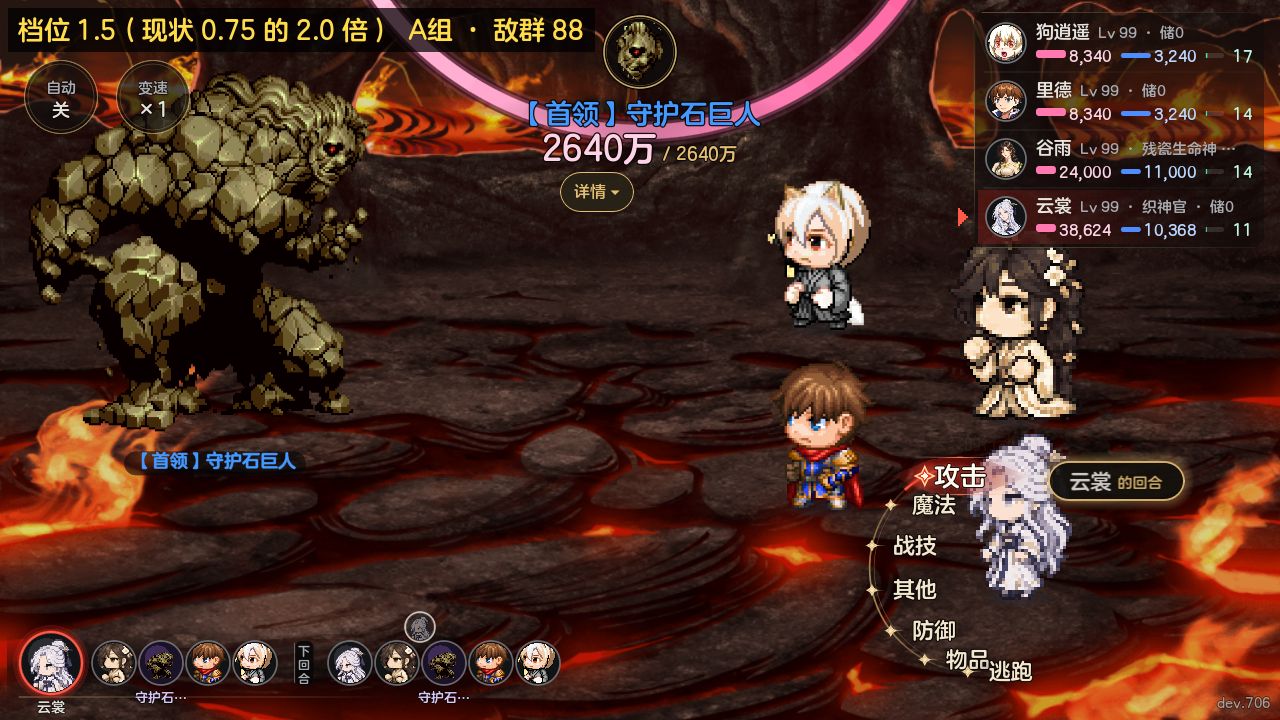 档位 1.5 ( 现状 0.75 的 2.0 倍 )   A组 · 敌群 88
自动
关
变速
×1
【首领】守护石巨人
2640万 / 2640万
详情
狗逍遥 Lv 99 · 储0
8,340 3,240 17
里德 Lv 99 · 储0
8,340 3,240 14
谷雨 Lv 99 · 残瓷生命神 …
24,000 11,000 14
云裳 Lv 99 · 织神官 · 储0
38,624 10,368 11
【首领】守护石巨人
攻击
云裳 的回合
魔法
战技
其他
防御
物品
逃跑
下回合
云裳
守护石…
守护石…
dev.706